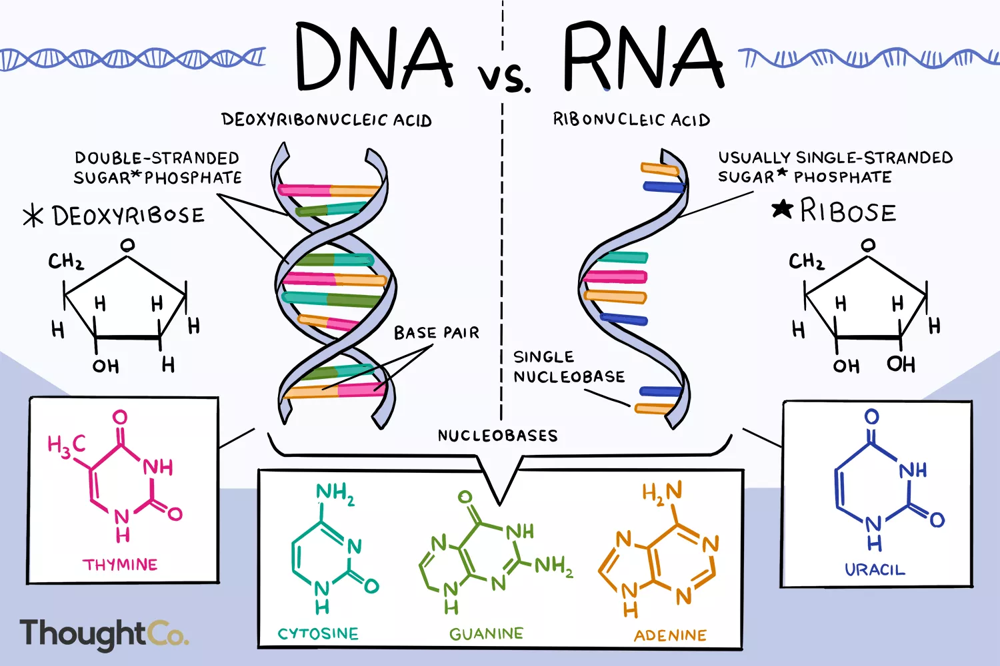 DNA vs. RNA
DEOXYRIBONUCLEIC ACID
DOUBLE-STRANDED
SUGAR* PHOSPHATE
* DEOXYRIBOSE
O
CH2
H H
H H
OH H
BASE PAIR
RIBONUCLEIC ACID
USUALLY SINGLE-STRANDED
SUGAR★ PHOSPHATE
★ RIBOSE
O
CH2
H H
H H
OH OH
SINGLE
NUCLEOBASE
NUCLEOBASES
O
H3C
NH
N
H
O
THYMINE
NH2
N
N
H
O
CYTOSINE
O
N
NH
NH2
N
H
N
GUANINE
H2N
N
N
N
H
N
ADENINE
O
NH
N
H
O
URACIL
ThoughtCo.